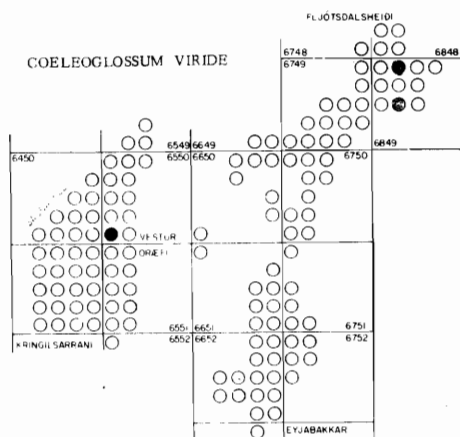 FLJÓTSDALSHEIÐI
COELEOGLOSSUM VIRIDE
6748 6848
6749
6549 6649
6450 6550 6650 6750 6849
VESTUR
ÖRÆFI
6551 6651 6751
KRINGILSÁRRANI 6552 6652 6752
EYJABAKKAR